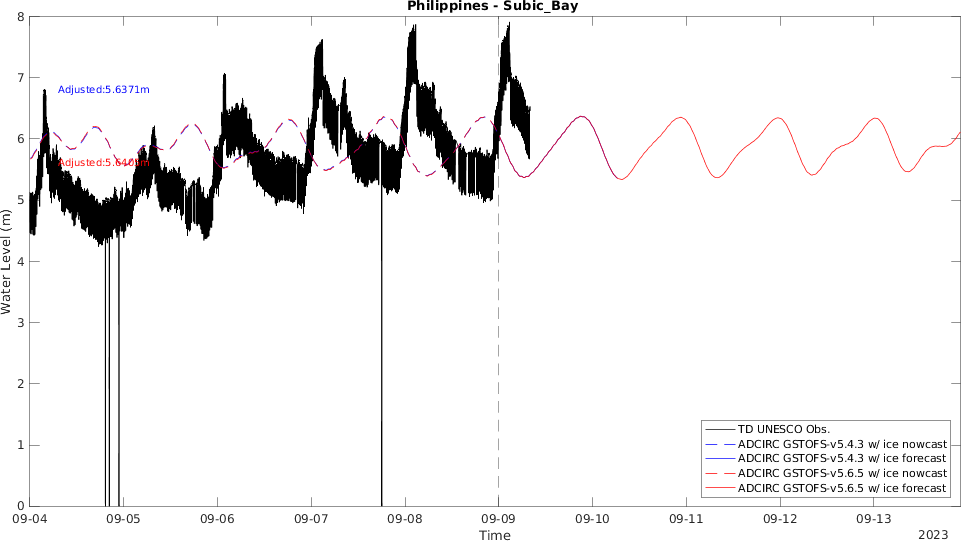 Philippines - Subic_Bay
8
7
6
5
4
3
2
1
0
Water Level (m)
Adjusted:5.6371m
TD UNESCO Obs.
ADCIRC GSTOFS-v5.4.3 w/ ice nowcast
ADCIRC GSTOFS-v5.4.3 w/ ice forecast
ADCIRC GSTOFS-v5.6.5 w/ ice nowcast
ADCIRC GSTOFS-v5.6.5 w/ ice forecast
09-04 09-05 09-06 09-07 09-08 09-09 09-10 09-11 09-12 09-13
Time
2023